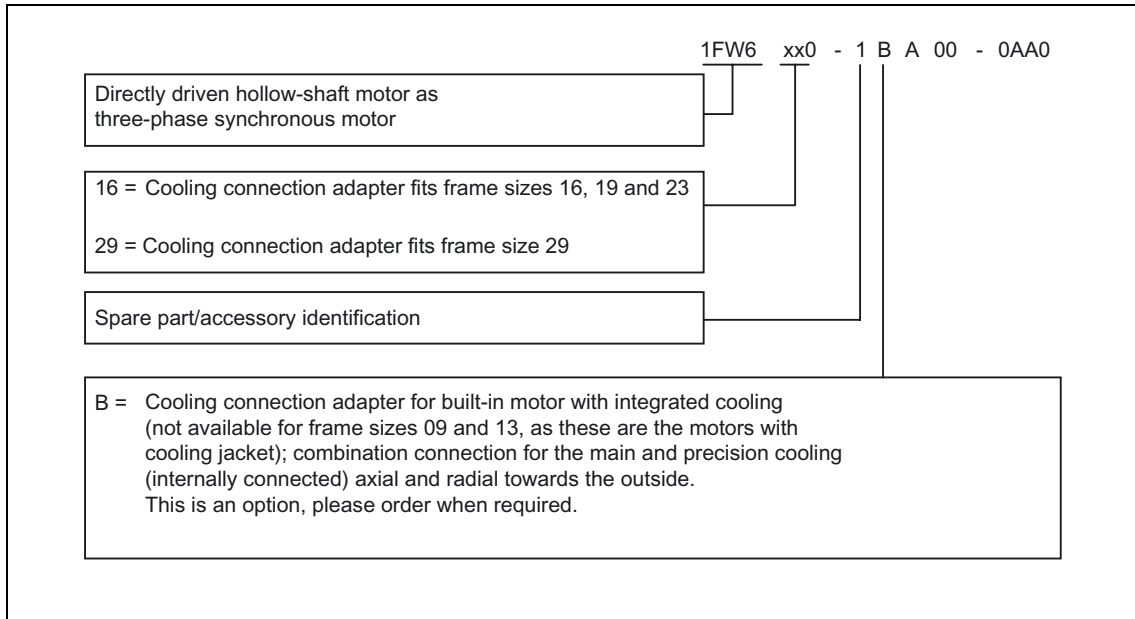 1FW6 xx0 - 1 B A 00 - 0AA0
Directly driven hollow-shaft motor as
three-phase synchronous motor
16 = Cooling connection adapter fits frame sizes 16, 19 and 23
29 = Cooling connection adapter fits frame size 29
Spare part/accessory identification
B = Cooling connection adapter for built-in motor with integrated cooling
(not available for frame sizes 09 and 13, as these are the motors with
cooling jacket); combination connection for the main and precision cooling
(internally connected) axial and radial towards the outside.
This is an option, please order when required.